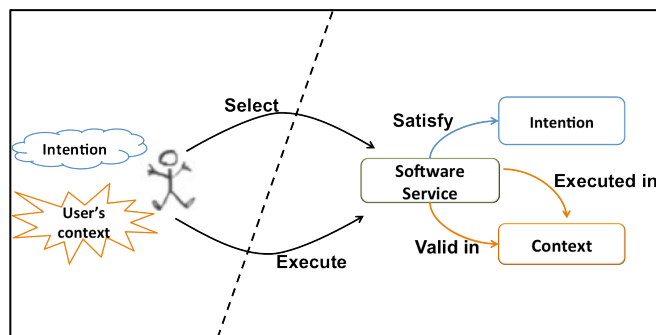 Select
Satisfy
Intention
Intention
Software
Service
Executed in
User's
context
Valid in
Context
Execute